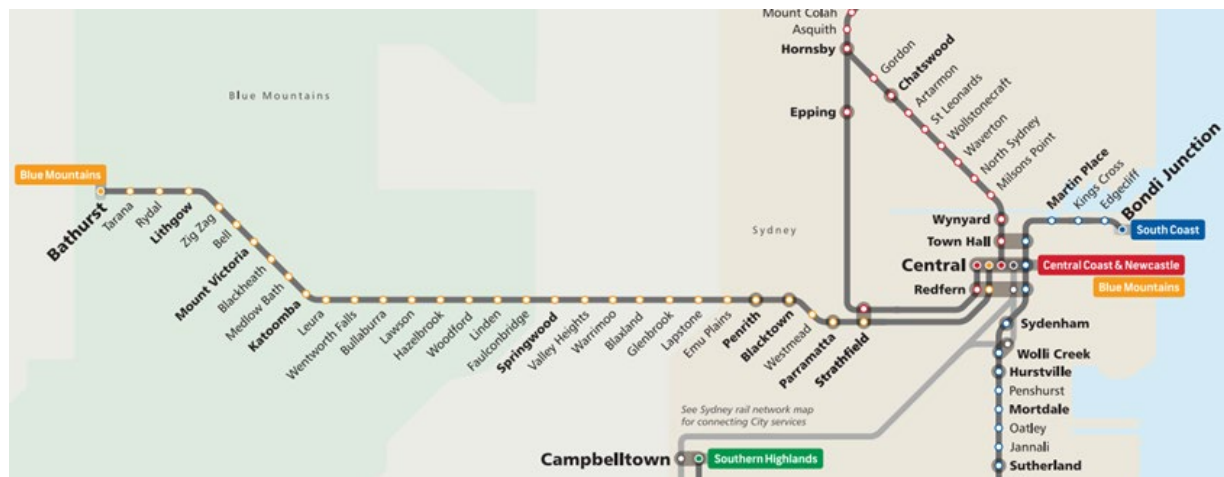 Mount Colah
Asquith
Hornsby
Gordon
Chatswood
Artarmon
St Leonards
Wollstonecraft
Waverton
North Sydney
Milsons Point
Epping
Blue Mountains
Blue Mountains
Bathurst
Tarana
Rydal
Lithgow
Zig Zag
Bell
Mount Victoria
Blackheath
Medlow Bath
Katoomba
Leura
Wentworth Falls
Bullaburra
Lawson
Hazelbrook
Woodford
Linden
Faulconbridge
Springwood
Valley Heights
Warrimoo
Blaxland
Glenbrook
Lapstone
Emu Plains
Penrith
Blacktown
Westmead
Parramatta
Strathfield
Sydney
Wynyard
Town Hall
Central
Redfern
Martin Place
Kings Cross
Edgecliff
Bondi Junction
South Coast
Central Coast & Newcastle
Blue Mountains
Sydenham
Wolli Creek
Hurstville
Penshurst
Mortdale
Oatley
Jannali
Sutherland
See Sydney rail network map
for connecting City services
Campbelltown
Southern Highlands